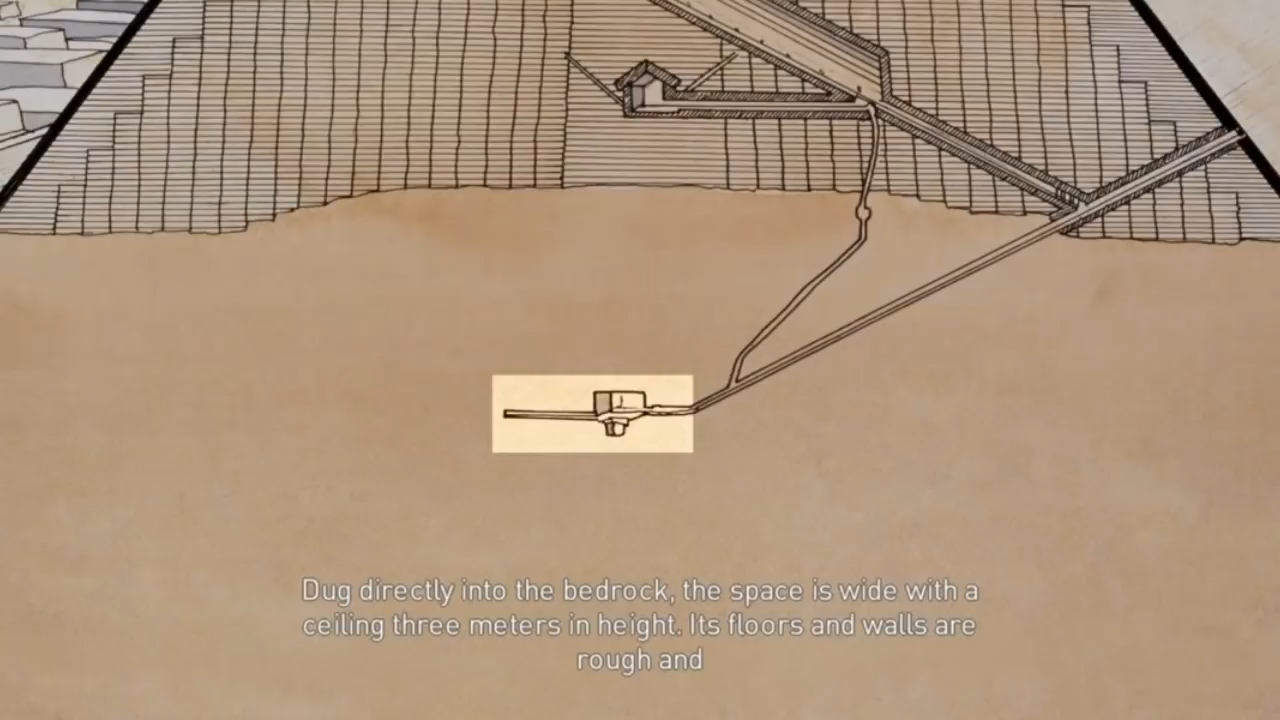 Dug directly into the bedrock, the space is wide with a
ceiling three meters in height. Its floors and walls are
rough and